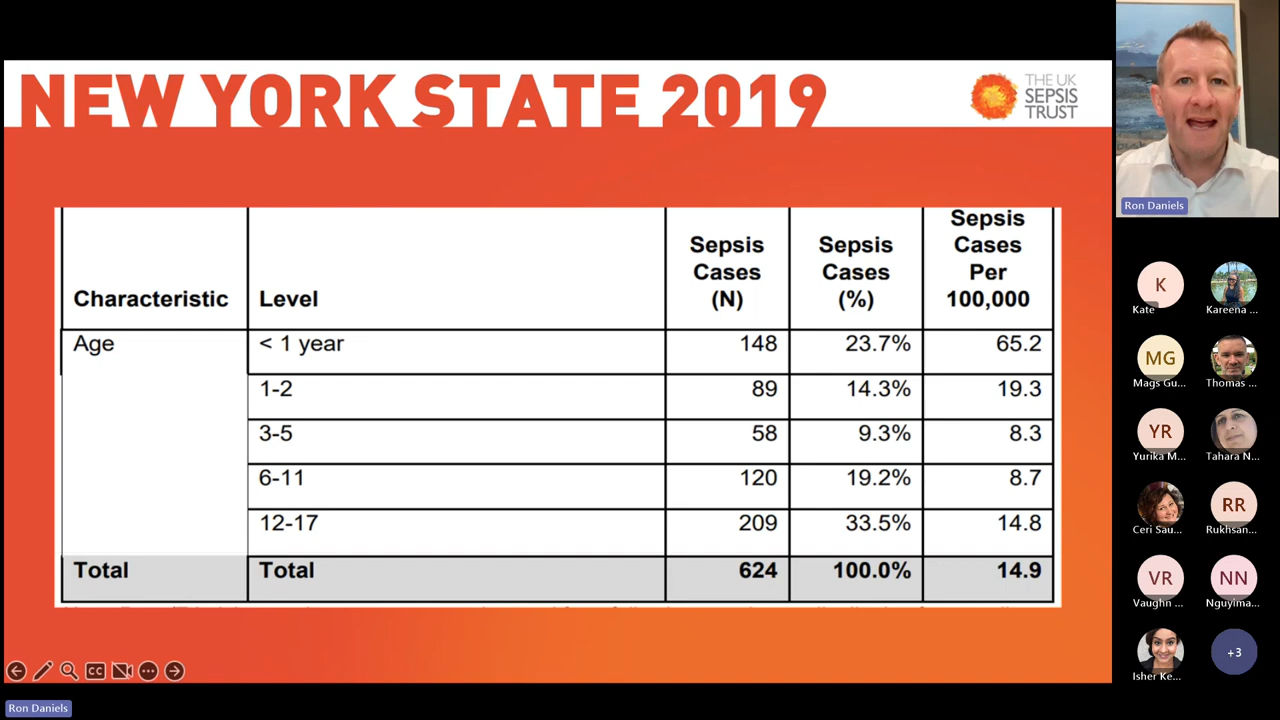 NEW YORK STATE 2019
THE UK
SEPSIS
TRUST
Characteristic Level Sepsis Cases (N) Sepsis Cases (%) Sepsis Cases Per 100,000
Age < 1 year 148 23.7% 65.2
1-2 89 14.3% 19.3
3-5 58 9.3% 8.3
6-11 120 19.2% 8.7
12-17 209 33.5% 14.8
Total Total 624 100.0% 14.9
CC
Ron Daniels
Ron Daniels
K
Kate Kareena ...
MG
Mags Gu... Thomas ...
YR
Yurika M... Tahara N...
RR
Ceri Sau... Rukhsan...
VR NN
Vaughn ... Nguyima...
+3
Isher Ke...